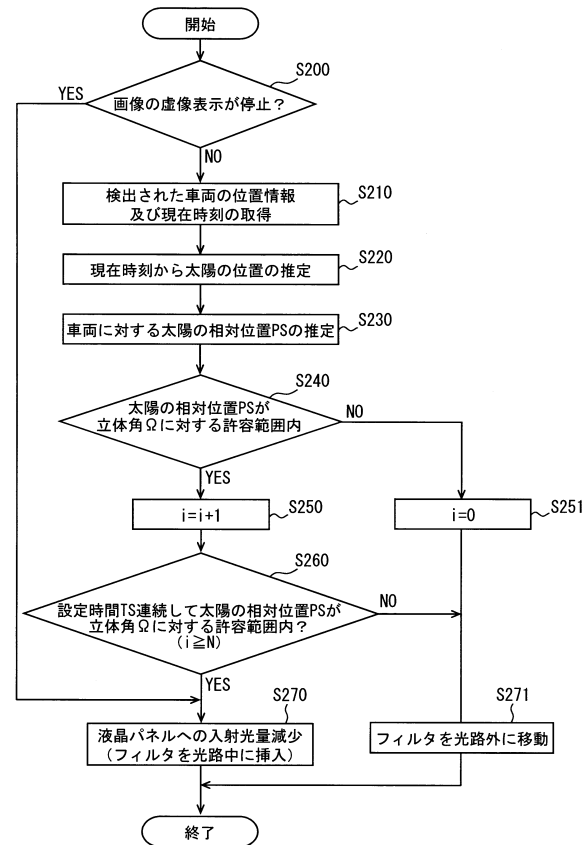 開始
S200
YES
画像の虚像表示が停止？
NO
S210
検出された車両の位置情報
及び現在時刻の取得
S220
現在時刻から太陽の位置の推定
S230
車両に対する太陽の相対位置PSの推定
S240
太陽の相対位置PSが
立体角Ωに対する許容範囲内
NO
YES
S250
i=i+1
S251
i=0
S260
設定時間TS連続して太陽の相対位置PSが
立体角Ωに対する許容範囲内？
(i≧N)
NO
YES
S270
液晶パネルへの入射光量減少
(フィルタを光路中に挿入)
S271
フィルタを光路外に移動
終了